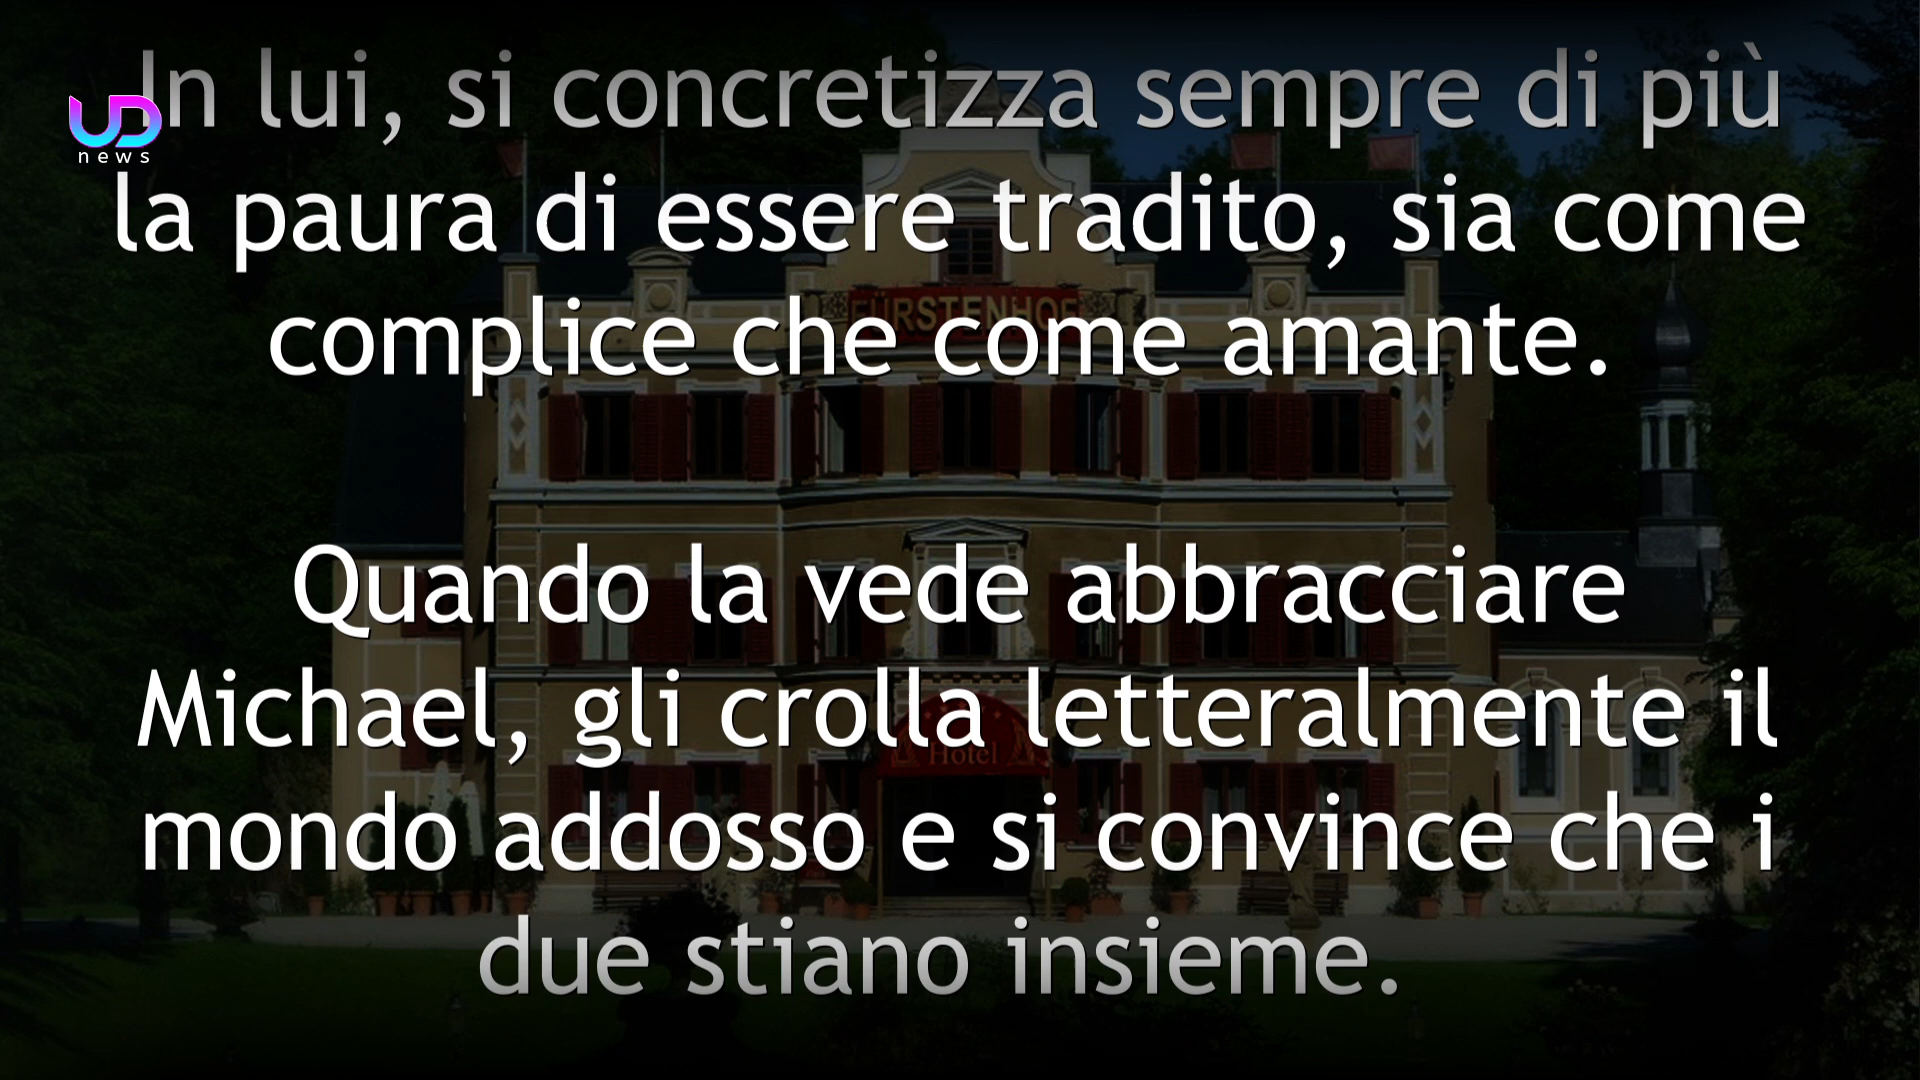 In lui, si concretizza sempre di più
UD
news
la paura di essere tradito, sia come
FÜRSTENHOF
complice che come amante.
Quando la vede abbracciare
Michael, gli crolla letteralmente il
Hotel
mondo addosso e si convince che i
due stiano insieme.